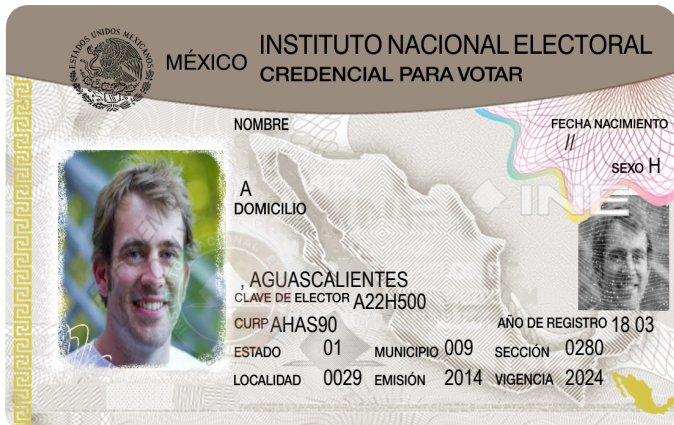 ESTADOS UNIDOS MEXICANOS
MÉXICO INSTITUTO NACIONAL ELECTORAL
CREDENCIAL PARA VOTAR
NOMBRE
FECHA NACIMIENTO
//
SEXO H
A
DOMICILIO
INE
, AGUASCALIENTES
CLAVE DE ELECTOR A22H500
CURP AHAS90 AÑO DE REGISTRO 18 03
ESTADO 01 MUNICIPIO 009 SECCIÓN 0280
LOCALIDAD 0029 EMISIÓN 2014 VIGENCIA 2024